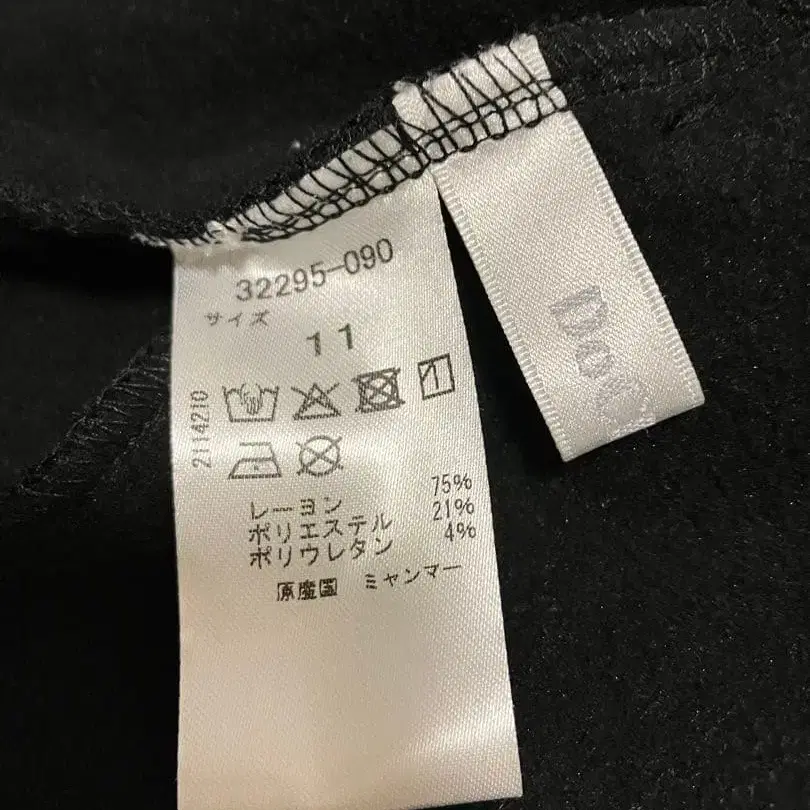 32295-090
サイズ
11
2114210
レーヨン 75%
ポリエステル 21%
ポリウレタン 4%
原産国 ミャンマー